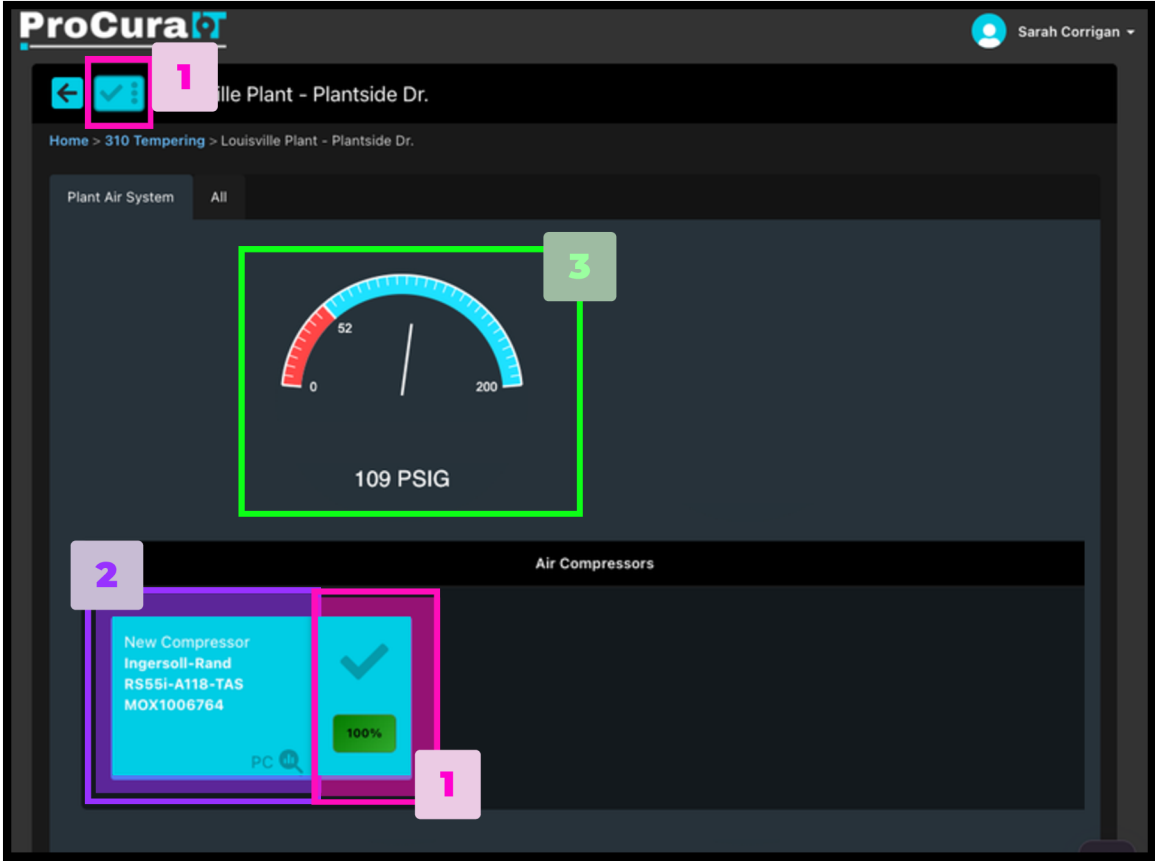 ProCuraIOT
Sarah Corrigan
1
ille Plant - Plantside Dr.
Home > 310 Tempering > Louisville Plant - Plantside Dr.
Plant Air System
All
3
52
0
200
109 PSIG
Air Compressors
2
New Compressor
Ingersoll-Rand
RS55i-A118-TAS
MOX1006764
100%
PC
1